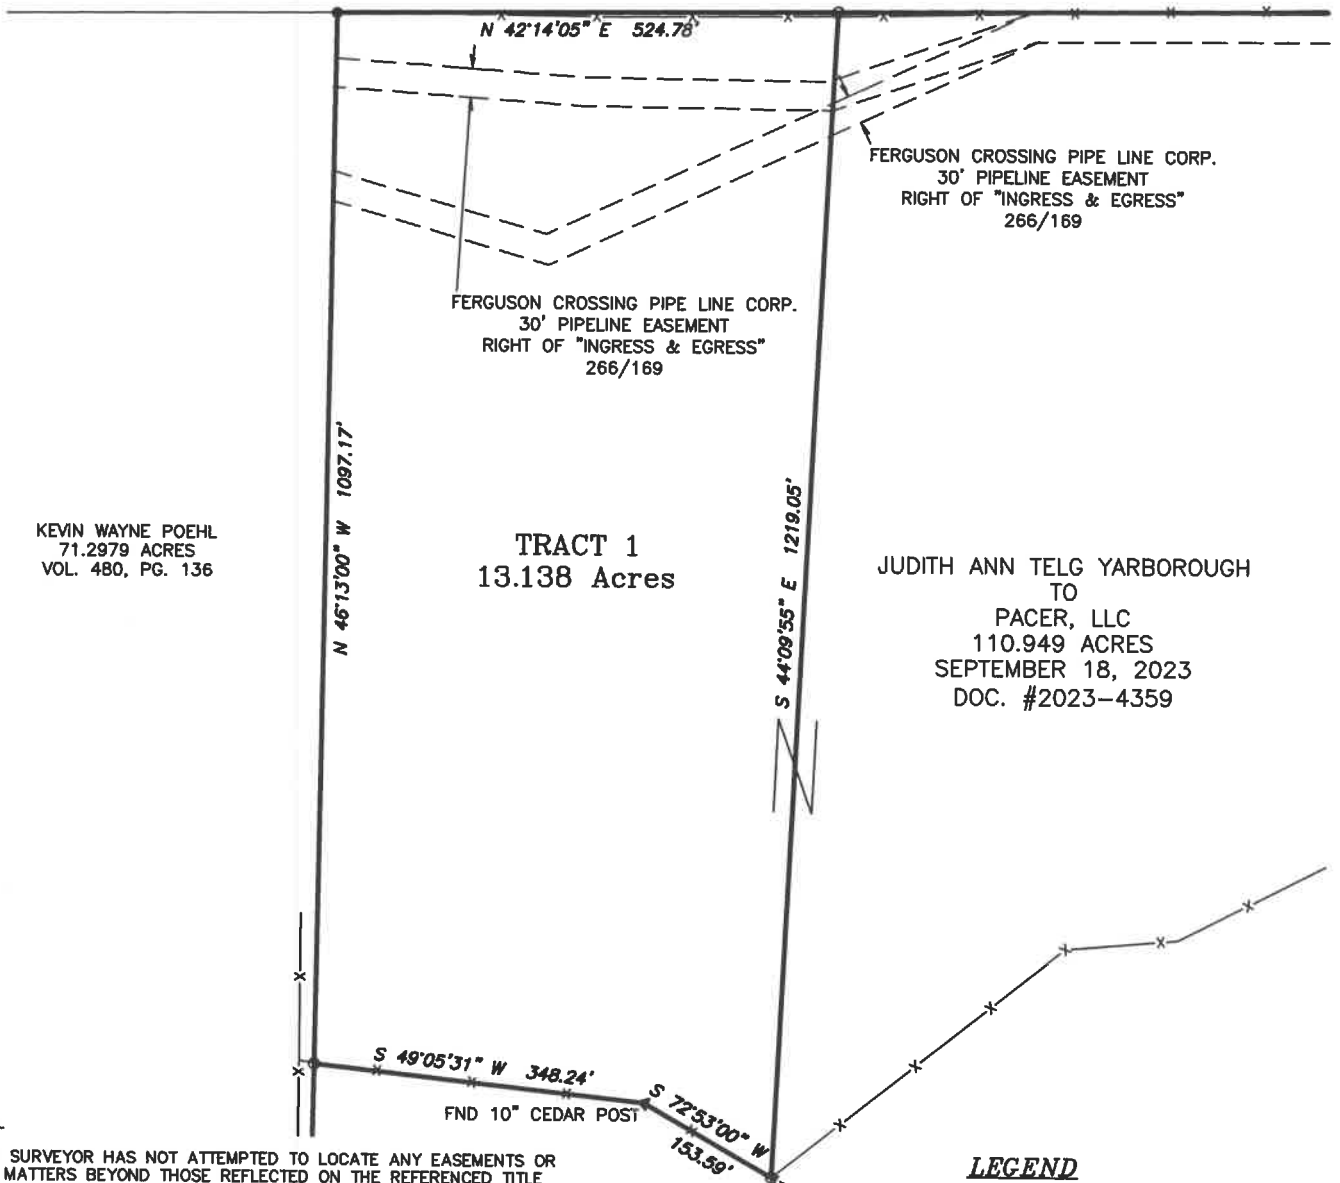 N 42°14'05" E 524.78'
FERGUSON CROSSING PIPE LINE CORP.
30' PIPELINE EASEMENT
RIGHT OF "INGRESS & EGRESS"
266/169
FERGUSON CROSSING PIPE LINE CORP.
30' PIPELINE EASEMENT
RIGHT OF "INGRESS & EGRESS"
266/169
N 46°13'00" W 1097.17'
KEVIN WAYNE POEHL
71.2979 ACRES
VOL. 480, PG. 136
TRACT 1
13.138 Acres
S 44°09'55" E 1219.05'
JUDITH ANN TELG YARBOROUGH
TO
PACER, LLC
110.949 ACRES
SEPTEMBER 18, 2023
DOC. #2023-4359
S 49°05'31" W 348.24'
FND 10" CEDAR POST
S 72°53'00" W
153.59'
SURVEYOR HAS NOT ATTEMPTED TO LOCATE ANY EASEMENTS OR
MATTERS BEYOND THOSE REFLECTED ON THE REFERENCED TITLE
LEGEND